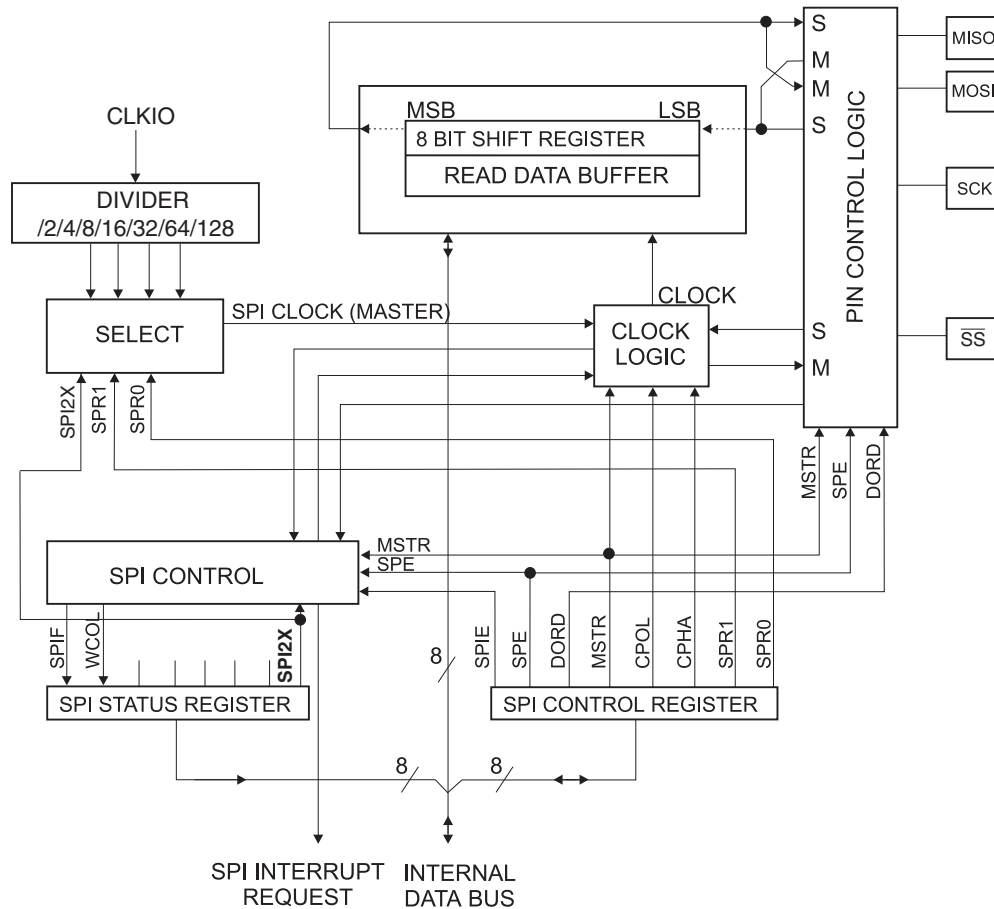 S
MISO
M
MSB
LSB
M
MOSI
CLKIO
8 BIT SHIFT REGISTER
S
READ DATA BUFFER
PIN CONTROL LOGIC
DIVIDER
/2/4/8/16/32/64/128
SCK
SPI CLOCK (MASTER)
CLOCK
SELECT
CLOCK
LOGIC
S
SS
M
SPI2X
SPR1
SPR0
MSTR
SPE
DORD
SPI CONTROL
MSTR
SPE
SPIF
WCOL
SPI2X
8
SPIE
SPE
DORD
MSTR
CPOL
CPHA
SPR1
SPR0
SPI STATUS REGISTER
SPI CONTROL REGISTER
8
8
SPI INTERRUPT
REQUEST
INTERNAL
DATA BUS